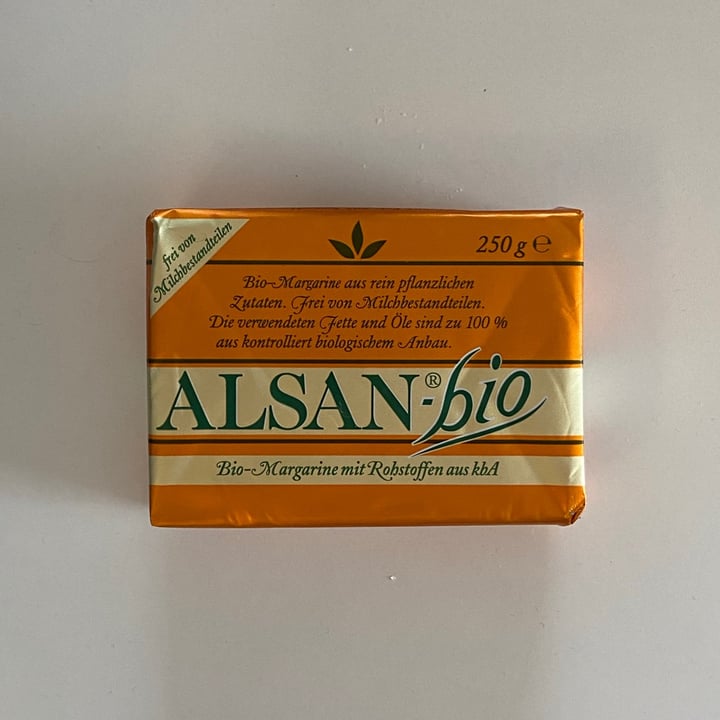 frei von
Milchbestandteilen
250 g ℮
Bio-Margarine aus rein pflanzlichen
Zutaten. Frei von Milchbestandteilen.
Die verwendeten Fette und Öle sind zu 100 %
aus kontrolliert biologischem Anbau.
ALSAN®-bio
Bio-Margarine mit Rohstoffen aus kbA